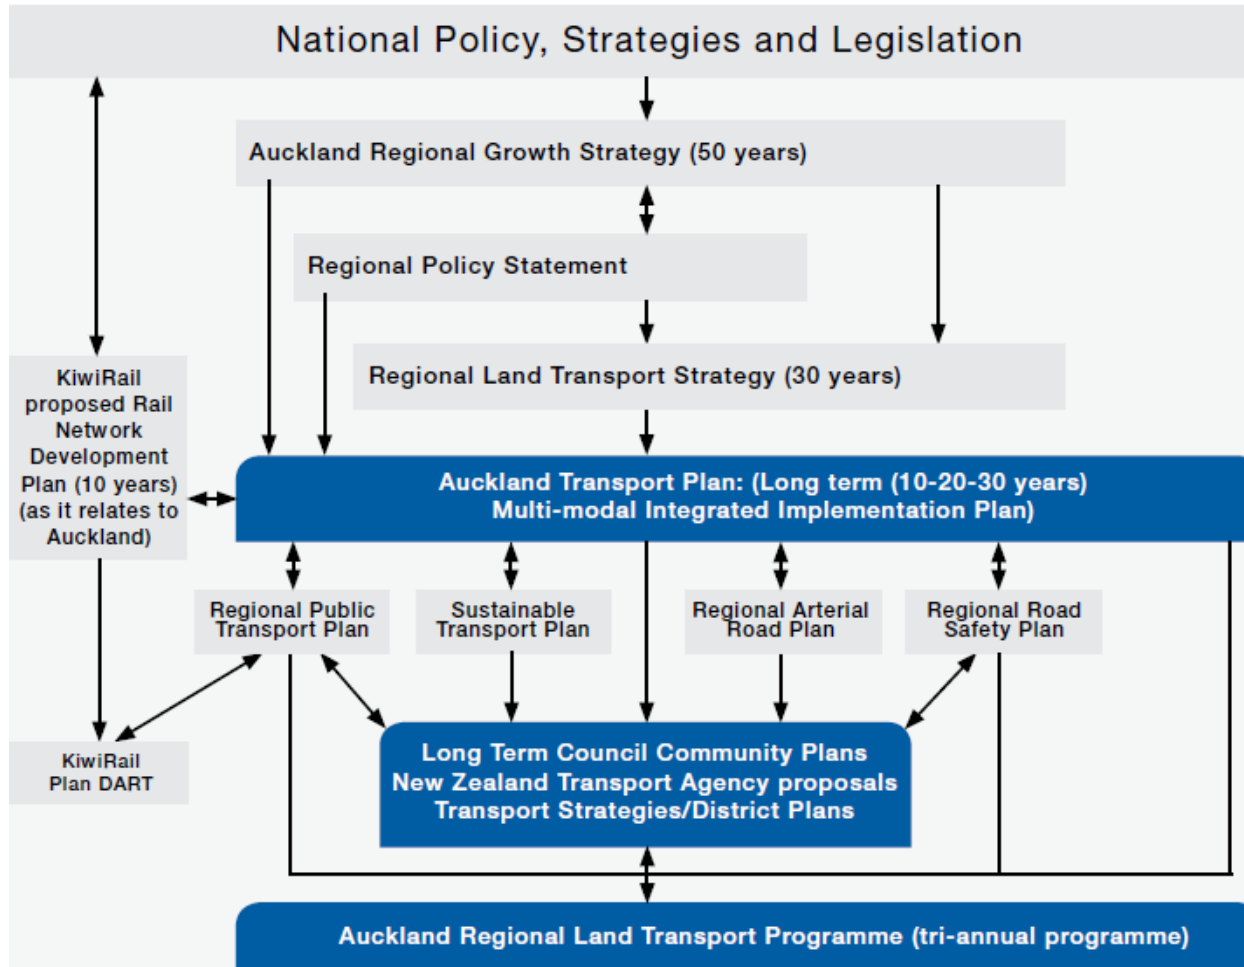 National Policy, Strategies and Legislation
Auckland Regional Growth Strategy (50 years)
Regional Policy Statement
Regional Land Transport Strategy (30 years)
KiwiRail
proposed Rail
Network
Development
Plan (10 years)
(as it relates to
Auckland)
Auckland Transport Plan: (Long term (10-20-30 years)
Multi-modal Integrated Implementation Plan)
Regional Public
Transport Plan
Sustainable
Transport Plan
Regional Arterial
Road Plan
Regional Road
Safety Plan
KiwiRail
Plan DART
Long Term Council Community Plans
New Zealand Transport Agency proposals
Transport Strategies/District Plans
Auckland Regional Land Transport Programme (tri-annual programme)